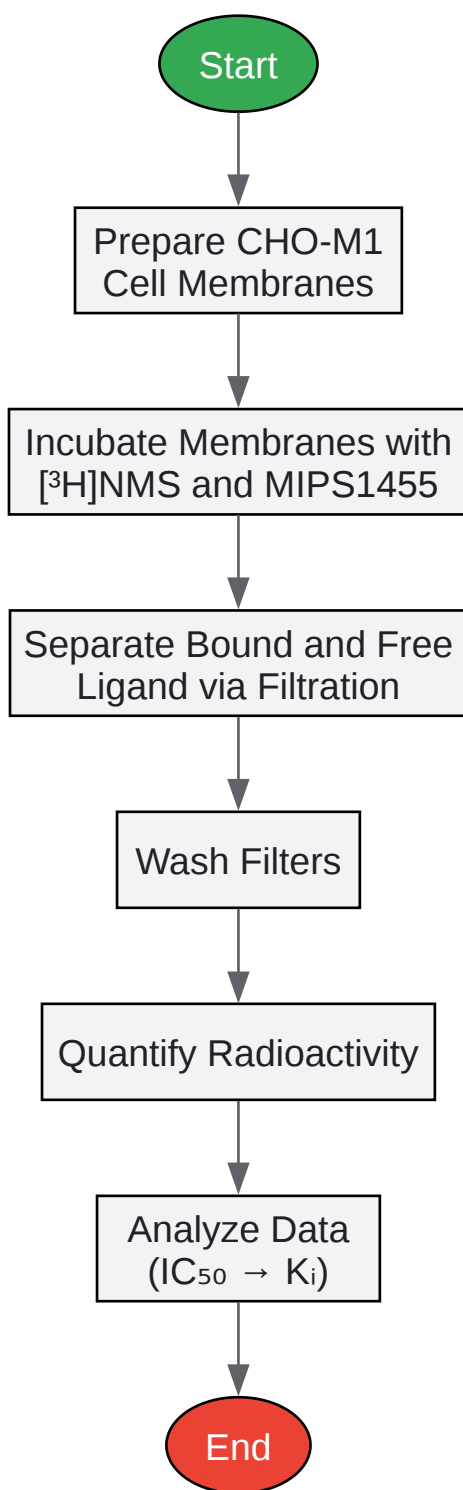 Start
Prepare CHO-M1
Cell Membranes
Incubate Membranes with
[³H]NMS and MIPS1455
Separate Bound and Free
Ligand via Filtration
Wash Filters
Quantify Radioactivity
Analyze Data
(IC₅₀ → Kᵢ)
End